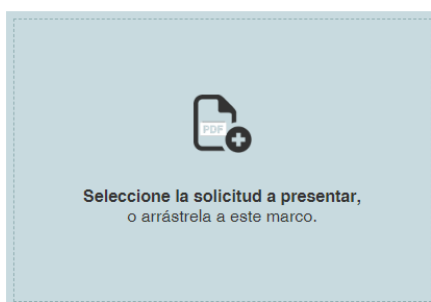 PDF
Seleccione la solicitud a presentar,
o arrástrela a este marco.